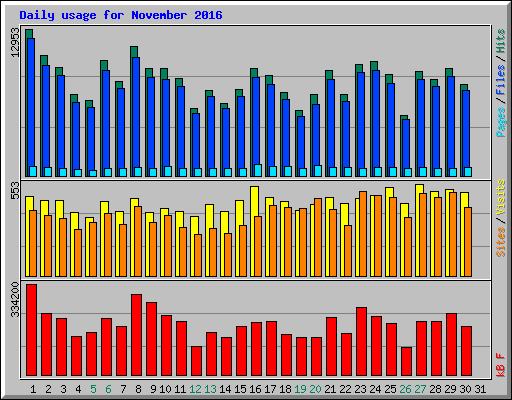 Daily usage for November 2016
12953
Pages / Files / Hits
553
Sites / Visits
334200
kB F
1 2 3 4 5 6 7 8 9 10 11 12 13 14 15 16 17 18 19 20 21 22 23 24 25 26 27 28 29 30 31